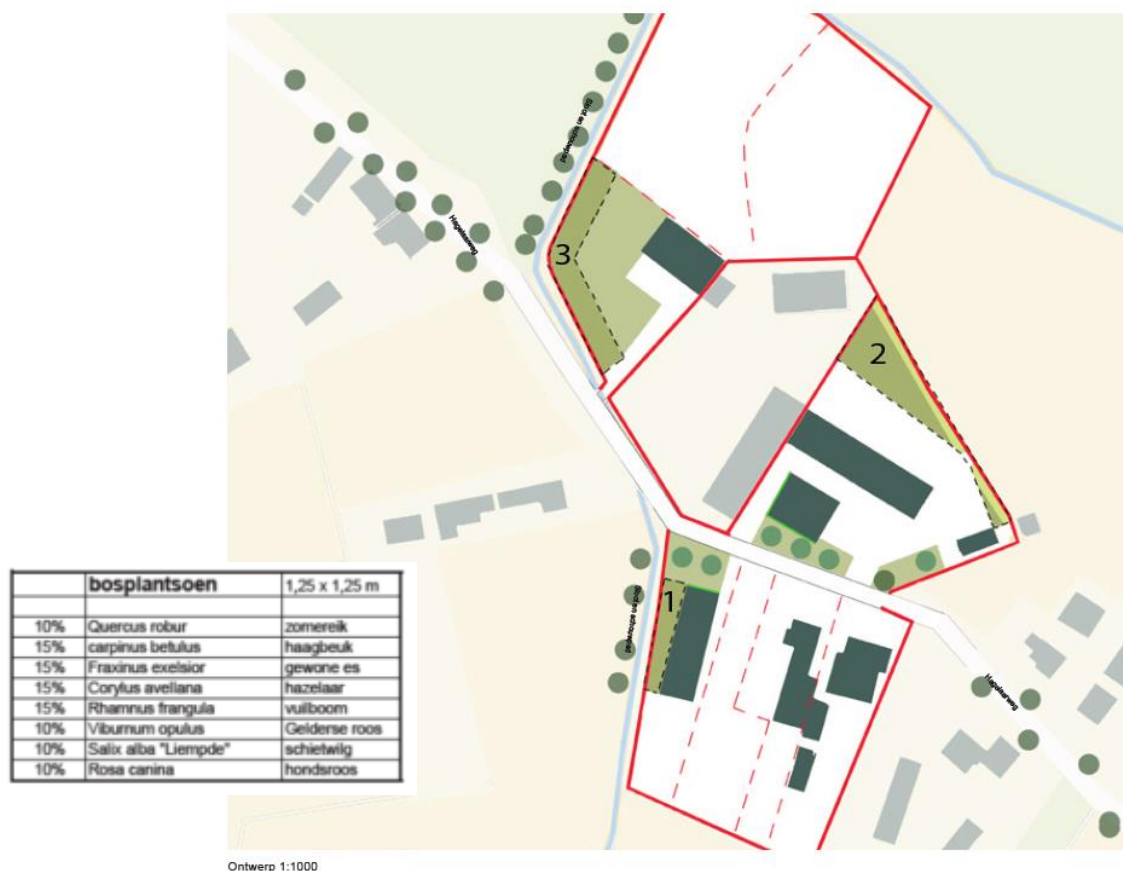 Hagelaarweg
3
2
1
Hagelaarweg
bosplantsoen 1,25 x 1,25 m
10% Quercus robur zomereik
15% carpinus betulus haagbeuk
15% Fraxinus exelsior gewone es
15% Corylus avellana hazelaar
15% Rhamnus frangula vuilboom
10% Viburnum opulus Gelderse roos
10% Salix alba "Liempde" schietwilg
10% Rosa canina hondsroos
Ontwerp 1:1000